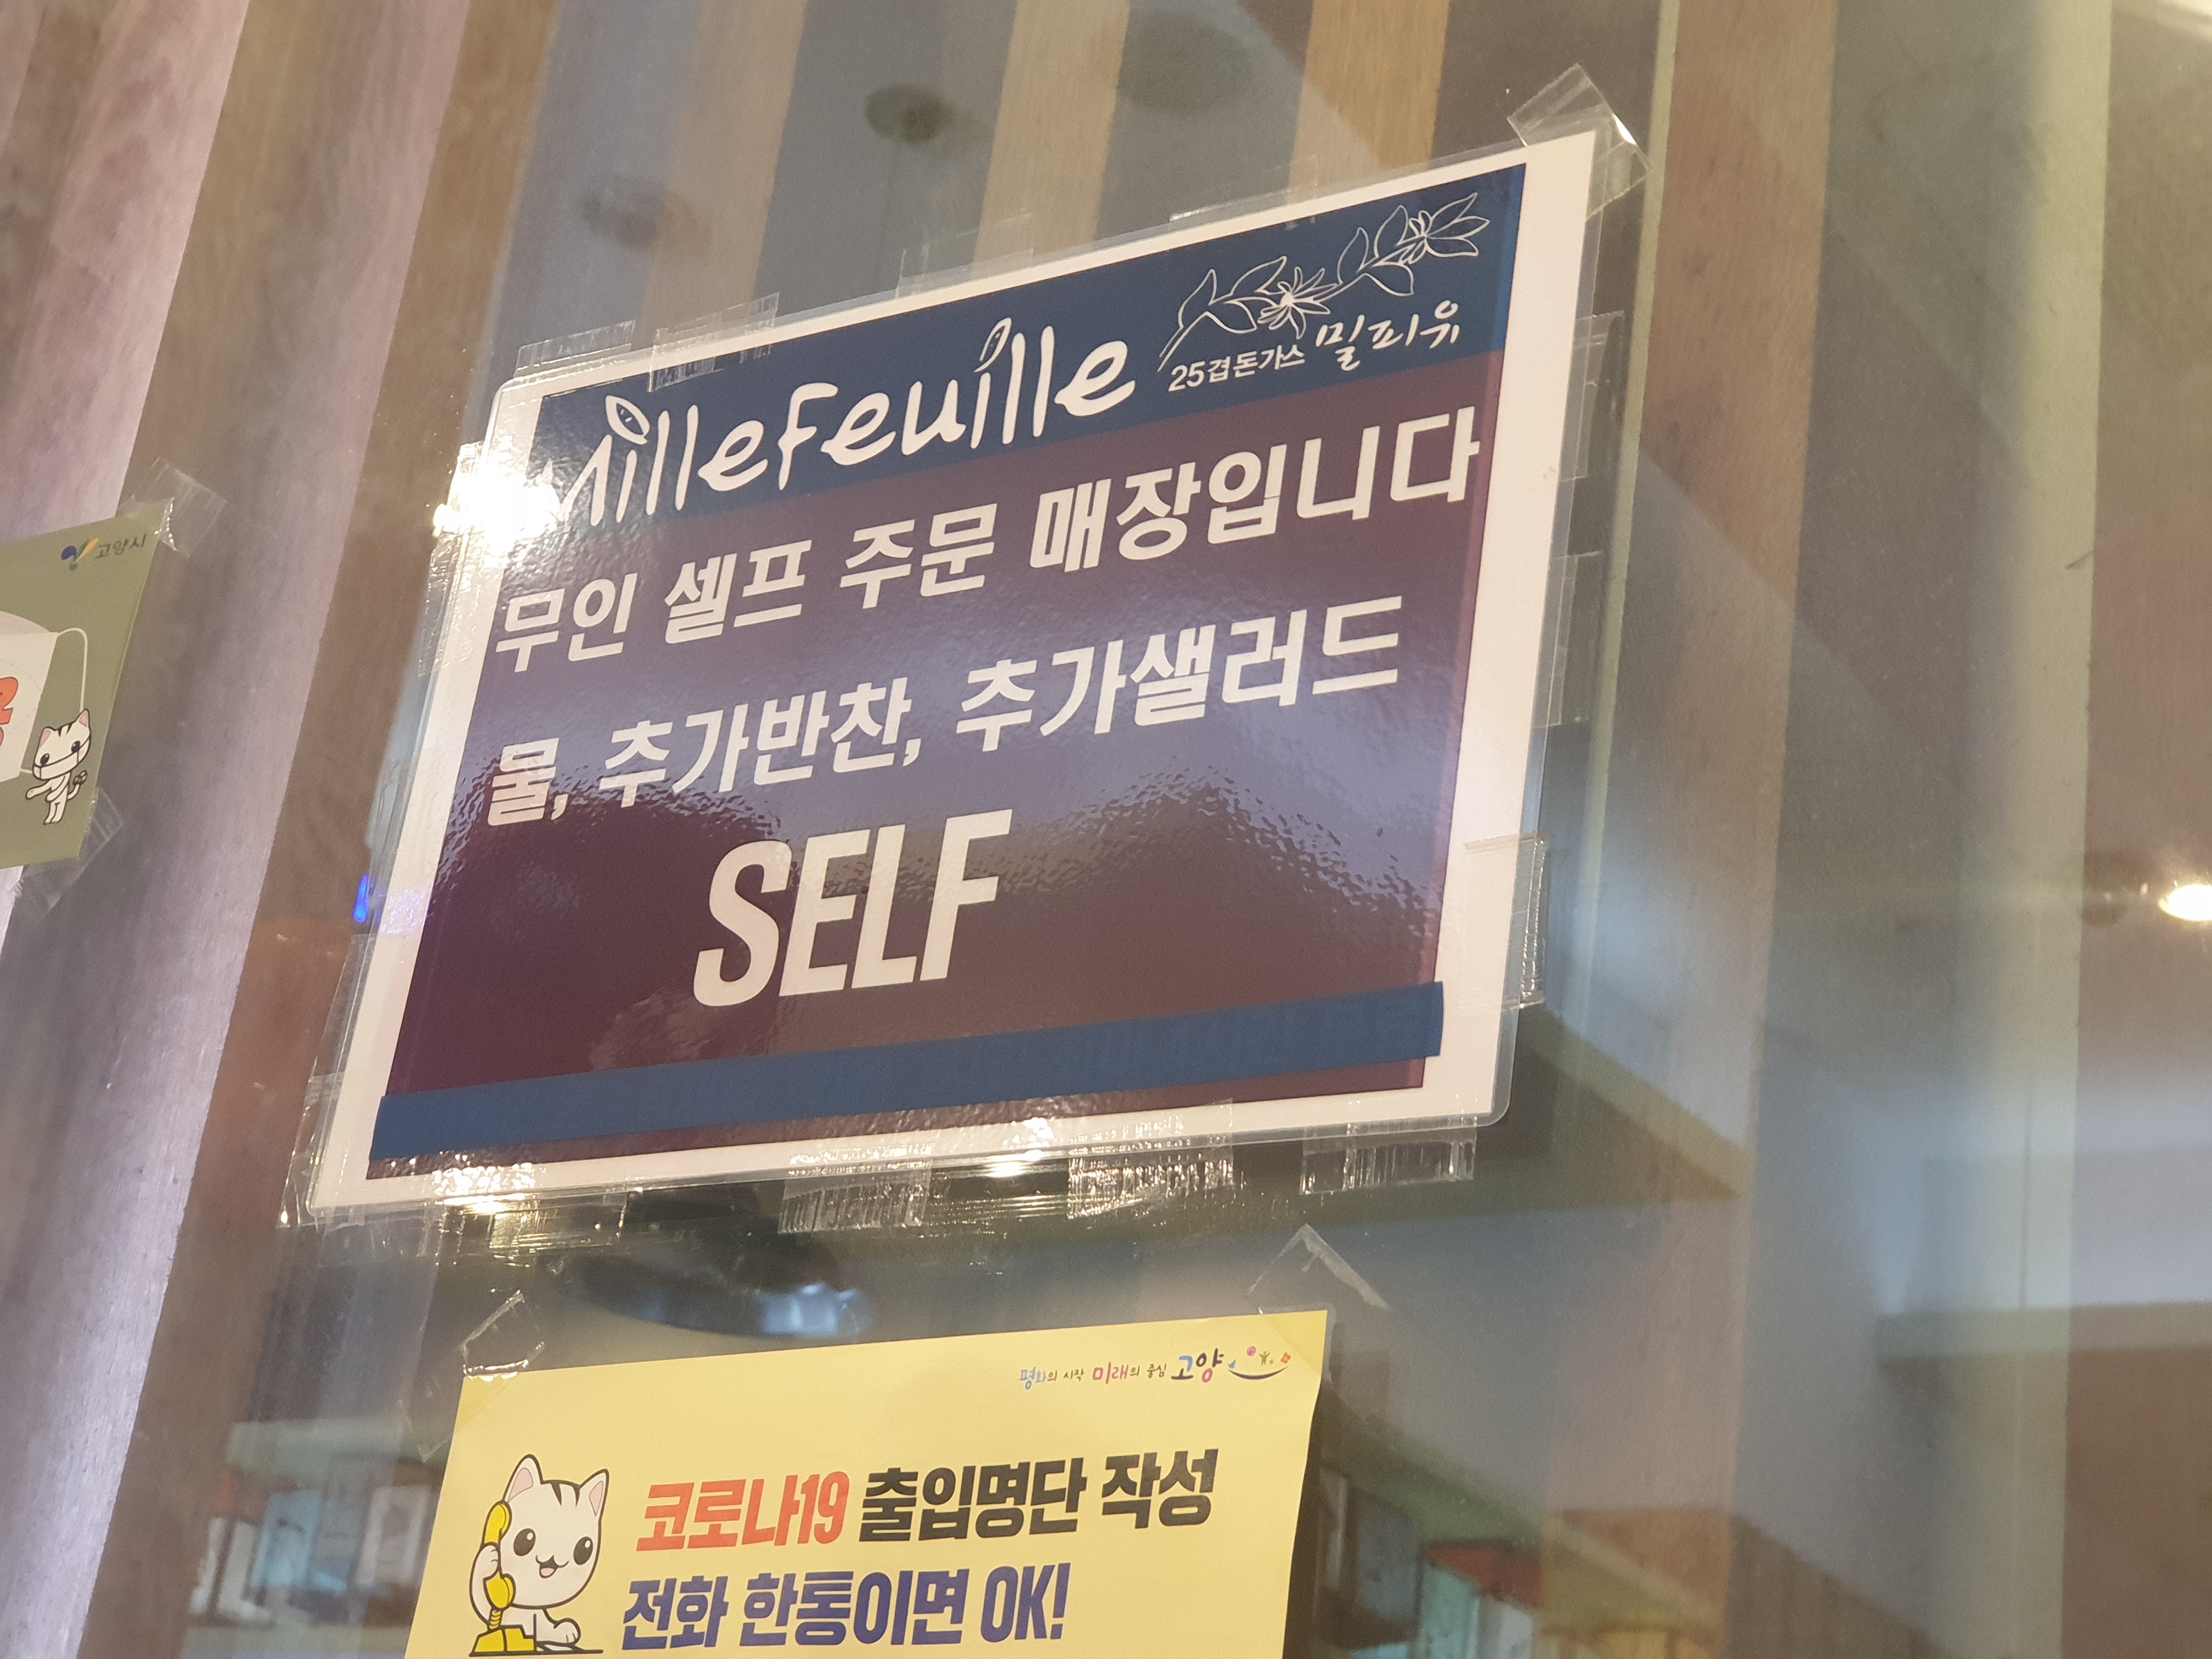 고양시
Millefeuille
25겹 돈가스 밀피유
무인 셀프 주문 매장입니다
물, 추가반찬, 추가샐러드
SELF
평화의 시작 미래의 중심 고양
코로나19 출입명단 작성
전화 한통이면 OK!